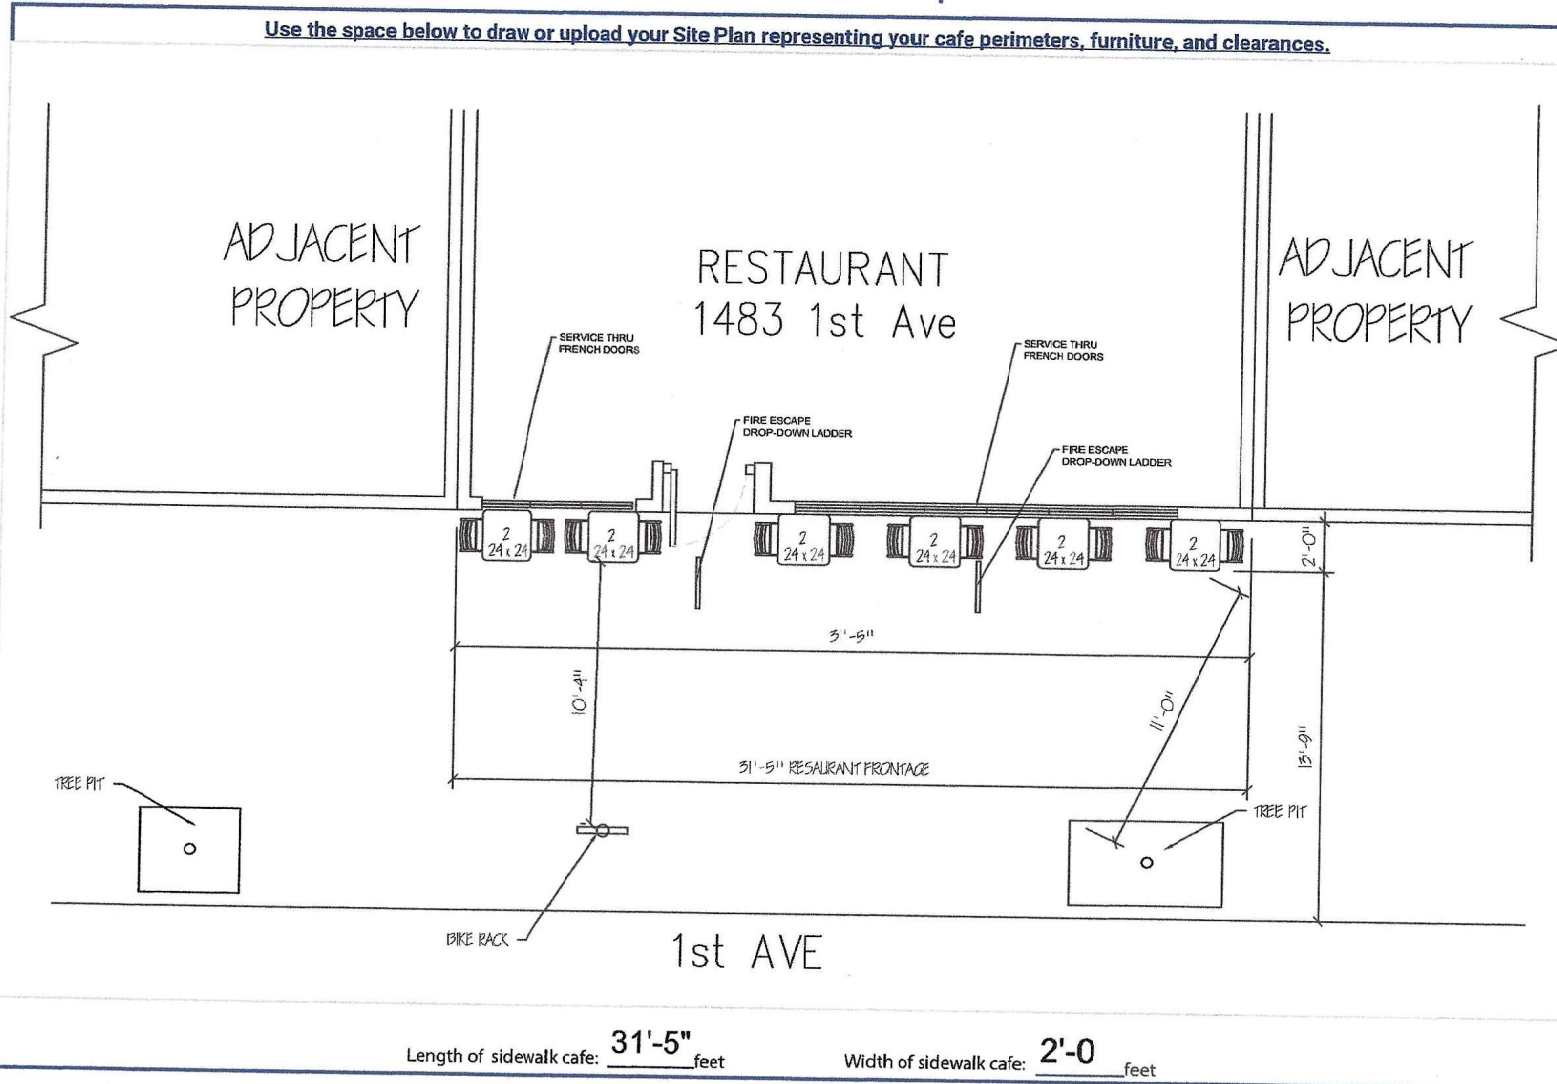 Use the space below to draw or upload your Site Plan representing your cafe perimeters, furniture, and clearances.
ADJACENT
PROPERTY
RESTAURANT
1483 1st Ave
ADJACENT
PROPERTY
SERVICE THRU
FRENCH DOORS
SERVICE THRU
FRENCH DOORS
FIRE ESCAPE
DROP-DOWN LADDER
FRE ESCAPE
DROP-DOWN LADDER
2
24 x 24
2
24 x 24
2
24 x 24
2
24 x 24
2
24 x 24
2
24 x 24
2'-0"
3'-5"
10'-4"
11'-0"
13'-9"
31'-5" RESAURANT FRONTAGE
TREE PIT
TREE PIT
BIKE RACK
1st AVE
Length of sidewalk cafe: 31'-5" feet
Width of sidewalk cafe: 2'-0 feet